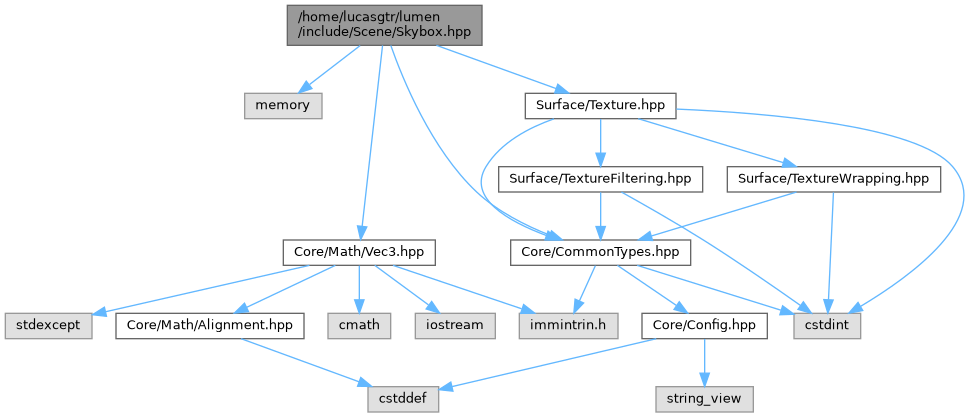 /home/lucasgtr/lumen
/include/Scene/Skybox.hpp
memory
Surface/Texture.hpp
Surface/TextureFiltering.hpp
Surface/TextureWrapping.hpp
Core/Math/Vec3.hpp
Core/CommonTypes.hpp
stdexcept
Core/Math/Alignment.hpp
cmath
iostream
immintrin.h
Core/Config.hpp
cstdint
cstddef
string_view